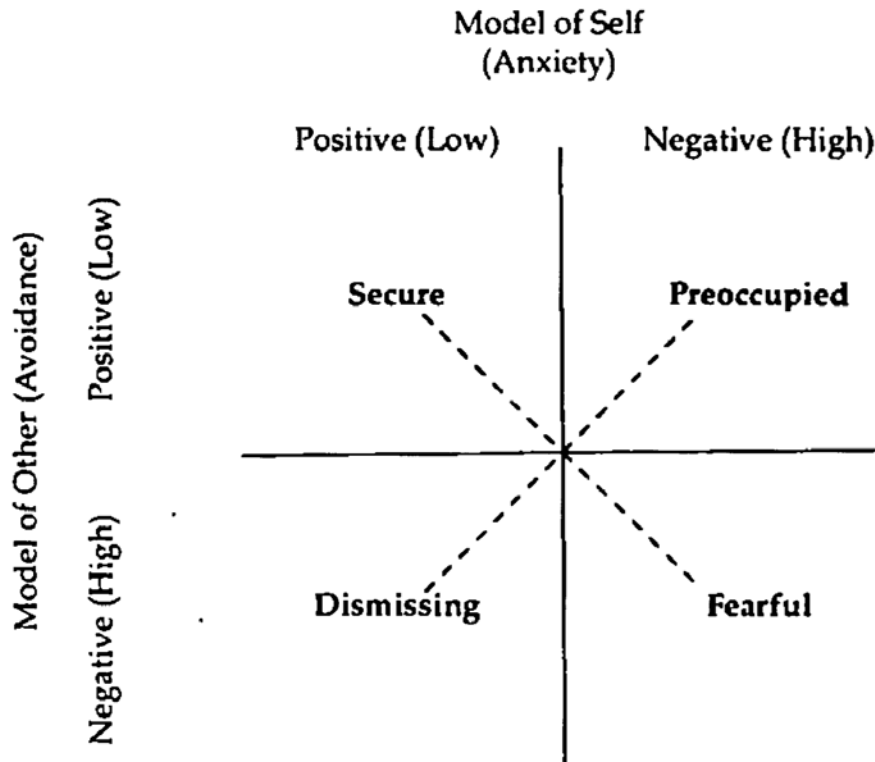 Model of Self
(Anxiety)
Positive (Low)
Negative (High)
Model of Other (Avoidance)
Positive (Low)
Negative (High)
Secure
Preoccupied
Dismissing
Fearful